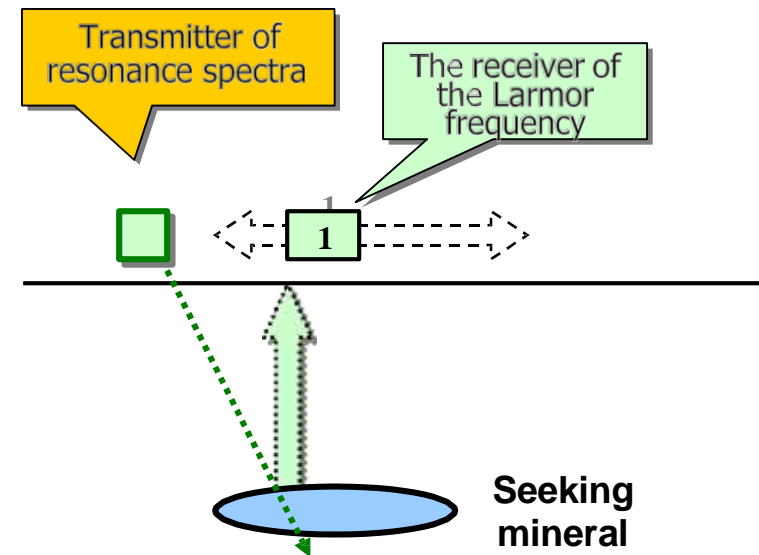 Transmitter of
resonance spectra
The receiver of
the Larmor
frequency
1
1
Seeking
mineral